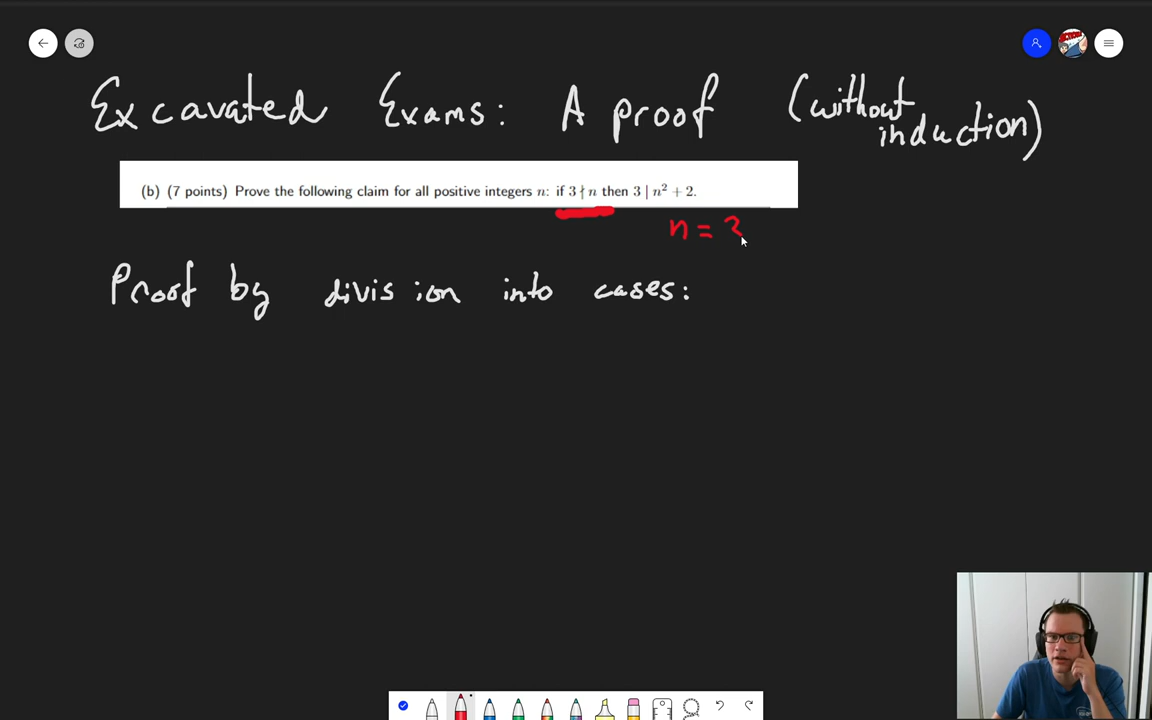 Excavated Exams: A proof (without induction)
(b) (7 points) Prove the following claim for all positive integers n: if 3 ∤ n then 3 | n² + 2.
n =
Proof by division into cases: